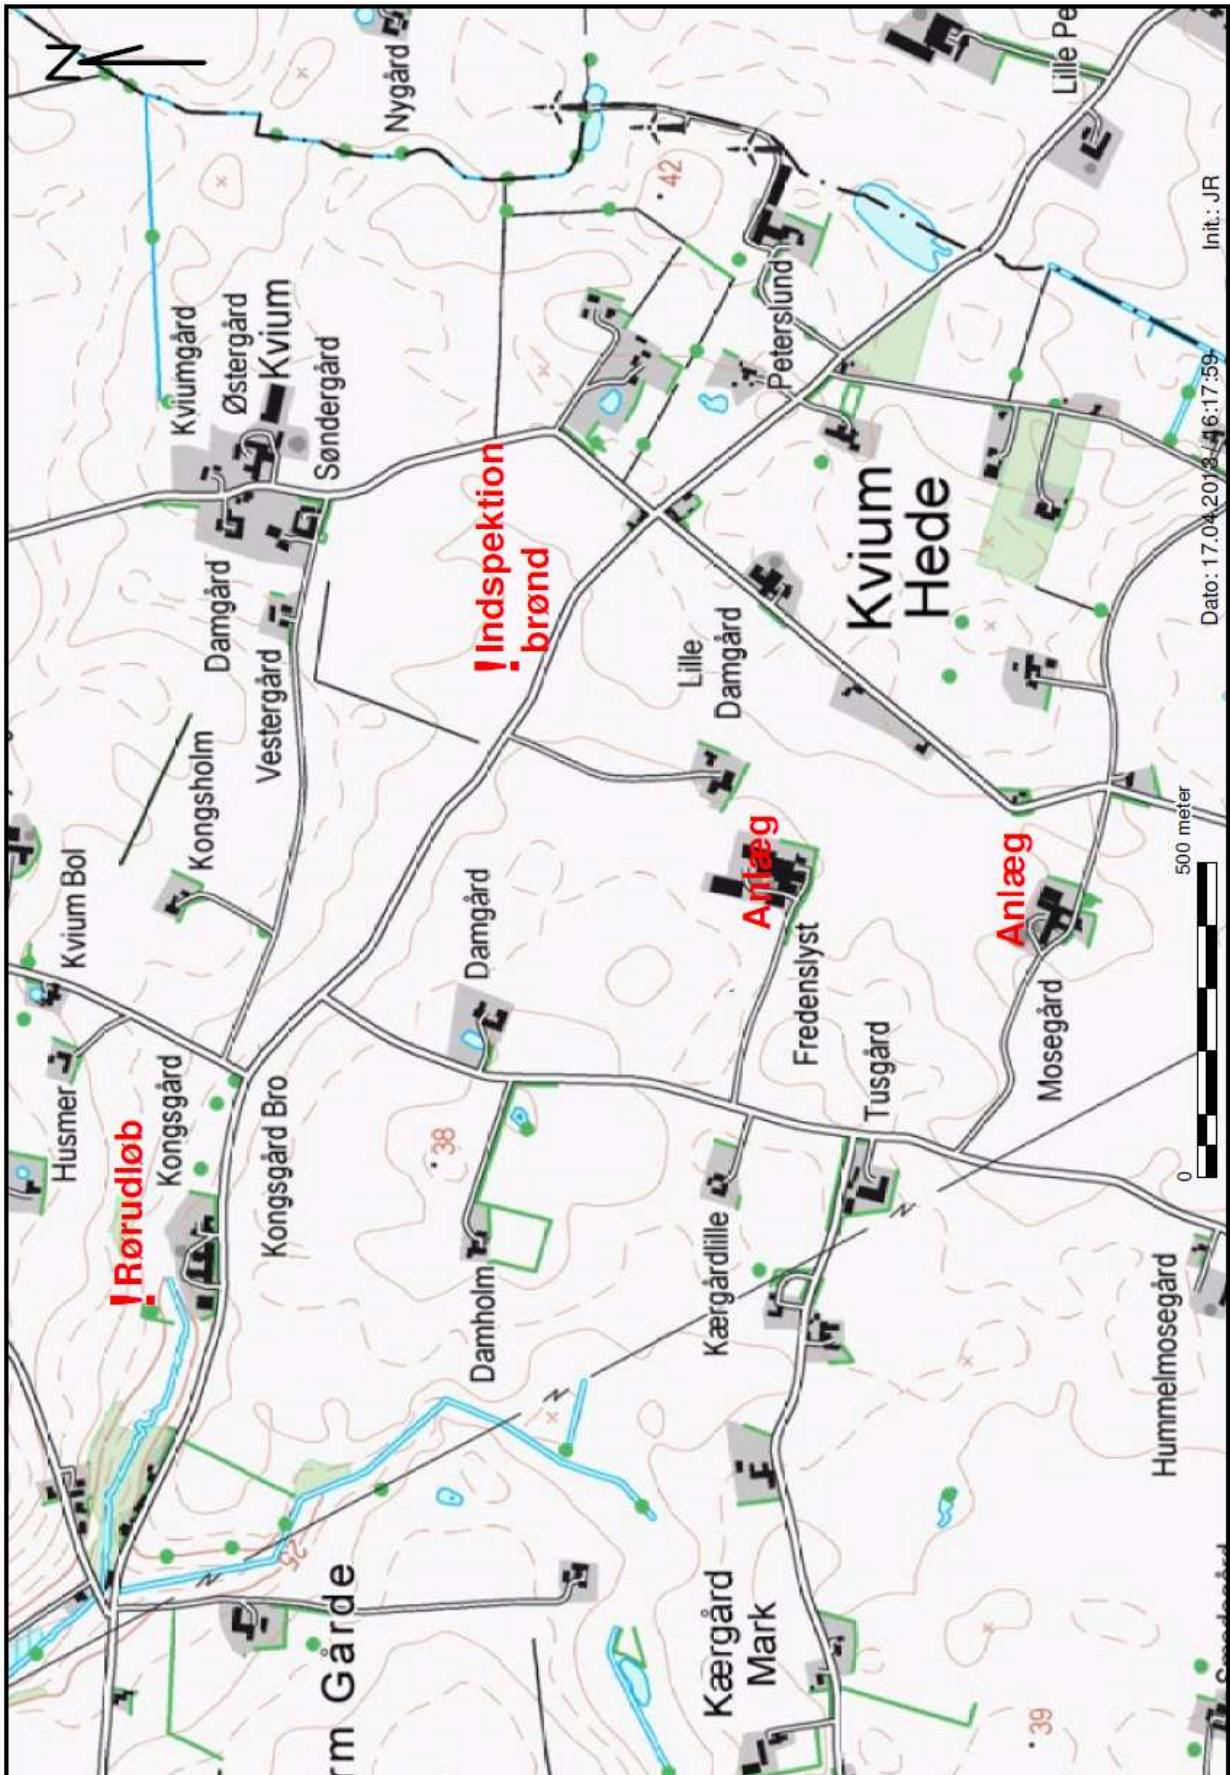 N
Husmer
Kvium Bol
!Rørudløb
Kongsgård
Kongsholm
Kviumgård
Damgård
Østergård
Kvium
Kongsgård Bro
Vestergård
Søndergård
25
rm Gårde
Nygård
38
Damholm
Damgård
!Indspektion
brønd
42
Kærgård
Mark
Kærgårdlille
Anlæg
Lille
Damgård
Peterslund
Fredenslyst
Tusgård
Kvium
Hede
39
Anlæg
Mosegård
Lille Pe
Hummelmosegård
0
500 meter
Dato: 17.04.2013 / 16:17:59
Init.: JR